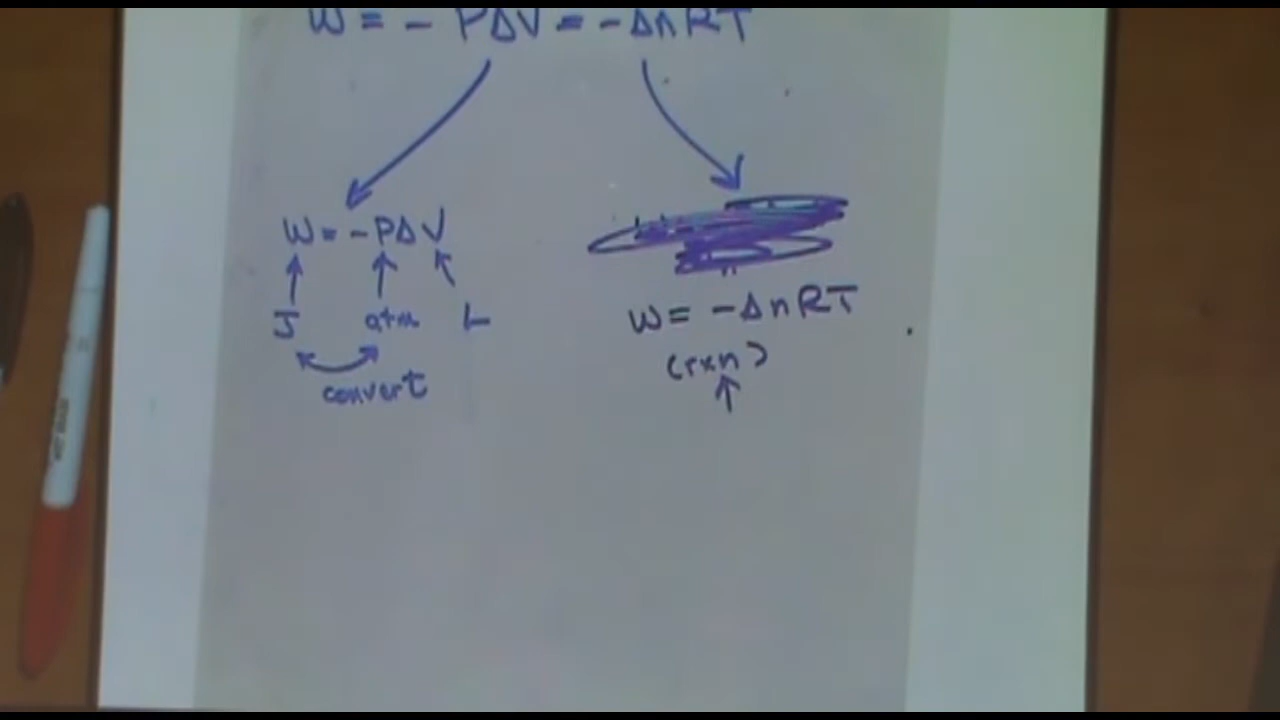 W = - PΔV = -ΔnRT
W = -PΔV
J atm L
convert
W = -ΔnRT
(rxn)